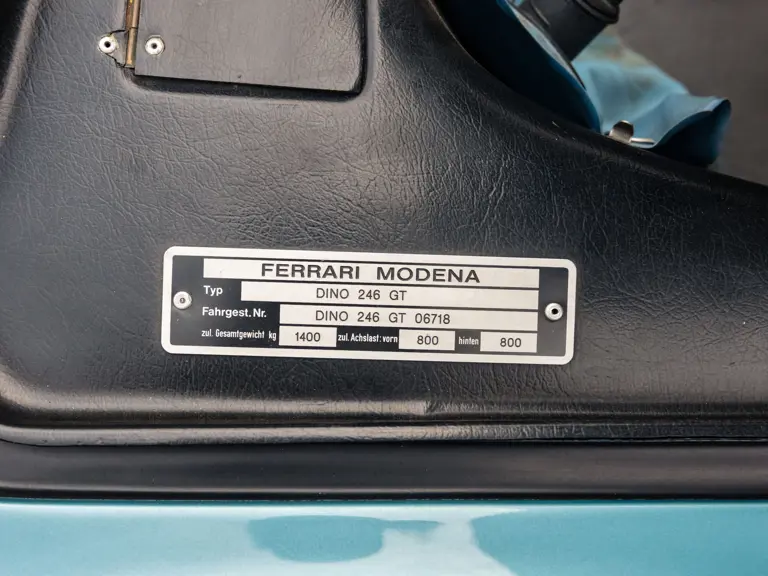 FERRARI MODENA
Typ DINO 246 GT
Fahrgest. Nr. DINO 246 GT 06718
zul. Gesamtgewicht kg 1400 zul. Achslast: vorn 800 hinten 800